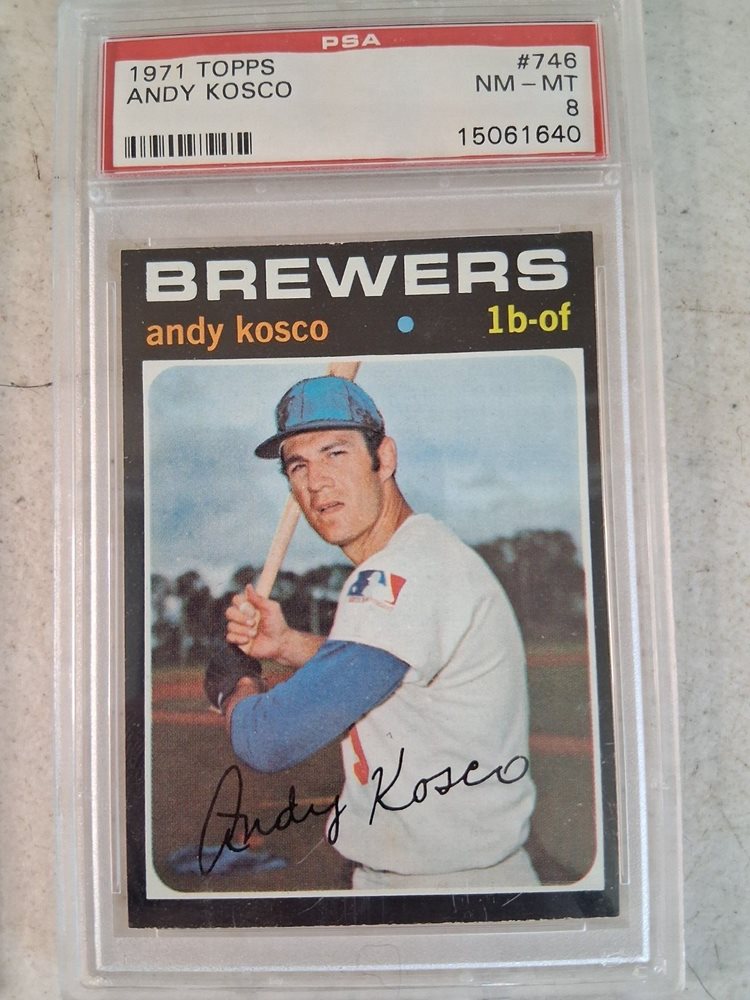 PSA
1971 TOPPS #746
ANDY KOSCO NM-MT
8
15061640
BREWERS
andy kosco 1b-of
Andy Kosco